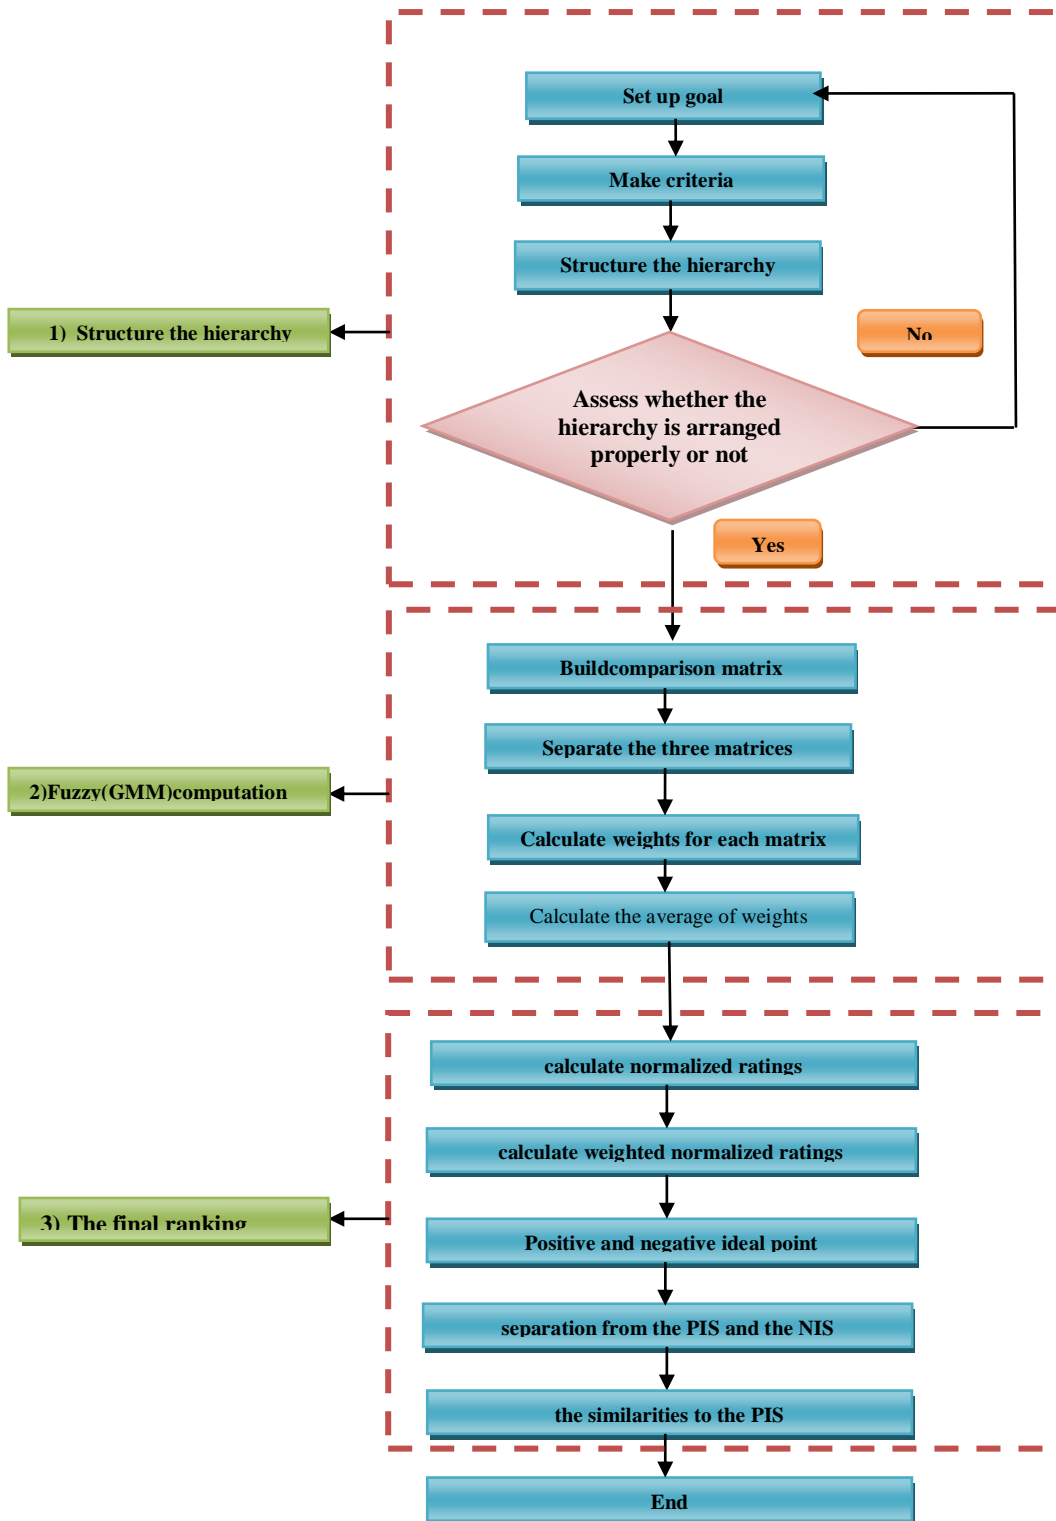 Set up goal
Make criteria
Structure the hierarchy
1) Structure the hierarchy
No
Assess whether the
hierarchy is arranged
properly or not
Yes
Buildcomparison matrix
Separate the three matrices
2)Fuzzy(GMM)computation
Calculate weights for each matrix
Calculate the average of weights
calculate normalized ratings
calculate weighted normalized ratings
3) The final ranking
Positive and negative ideal point
separation from the PIS and the NIS
the similarities to the PIS
End